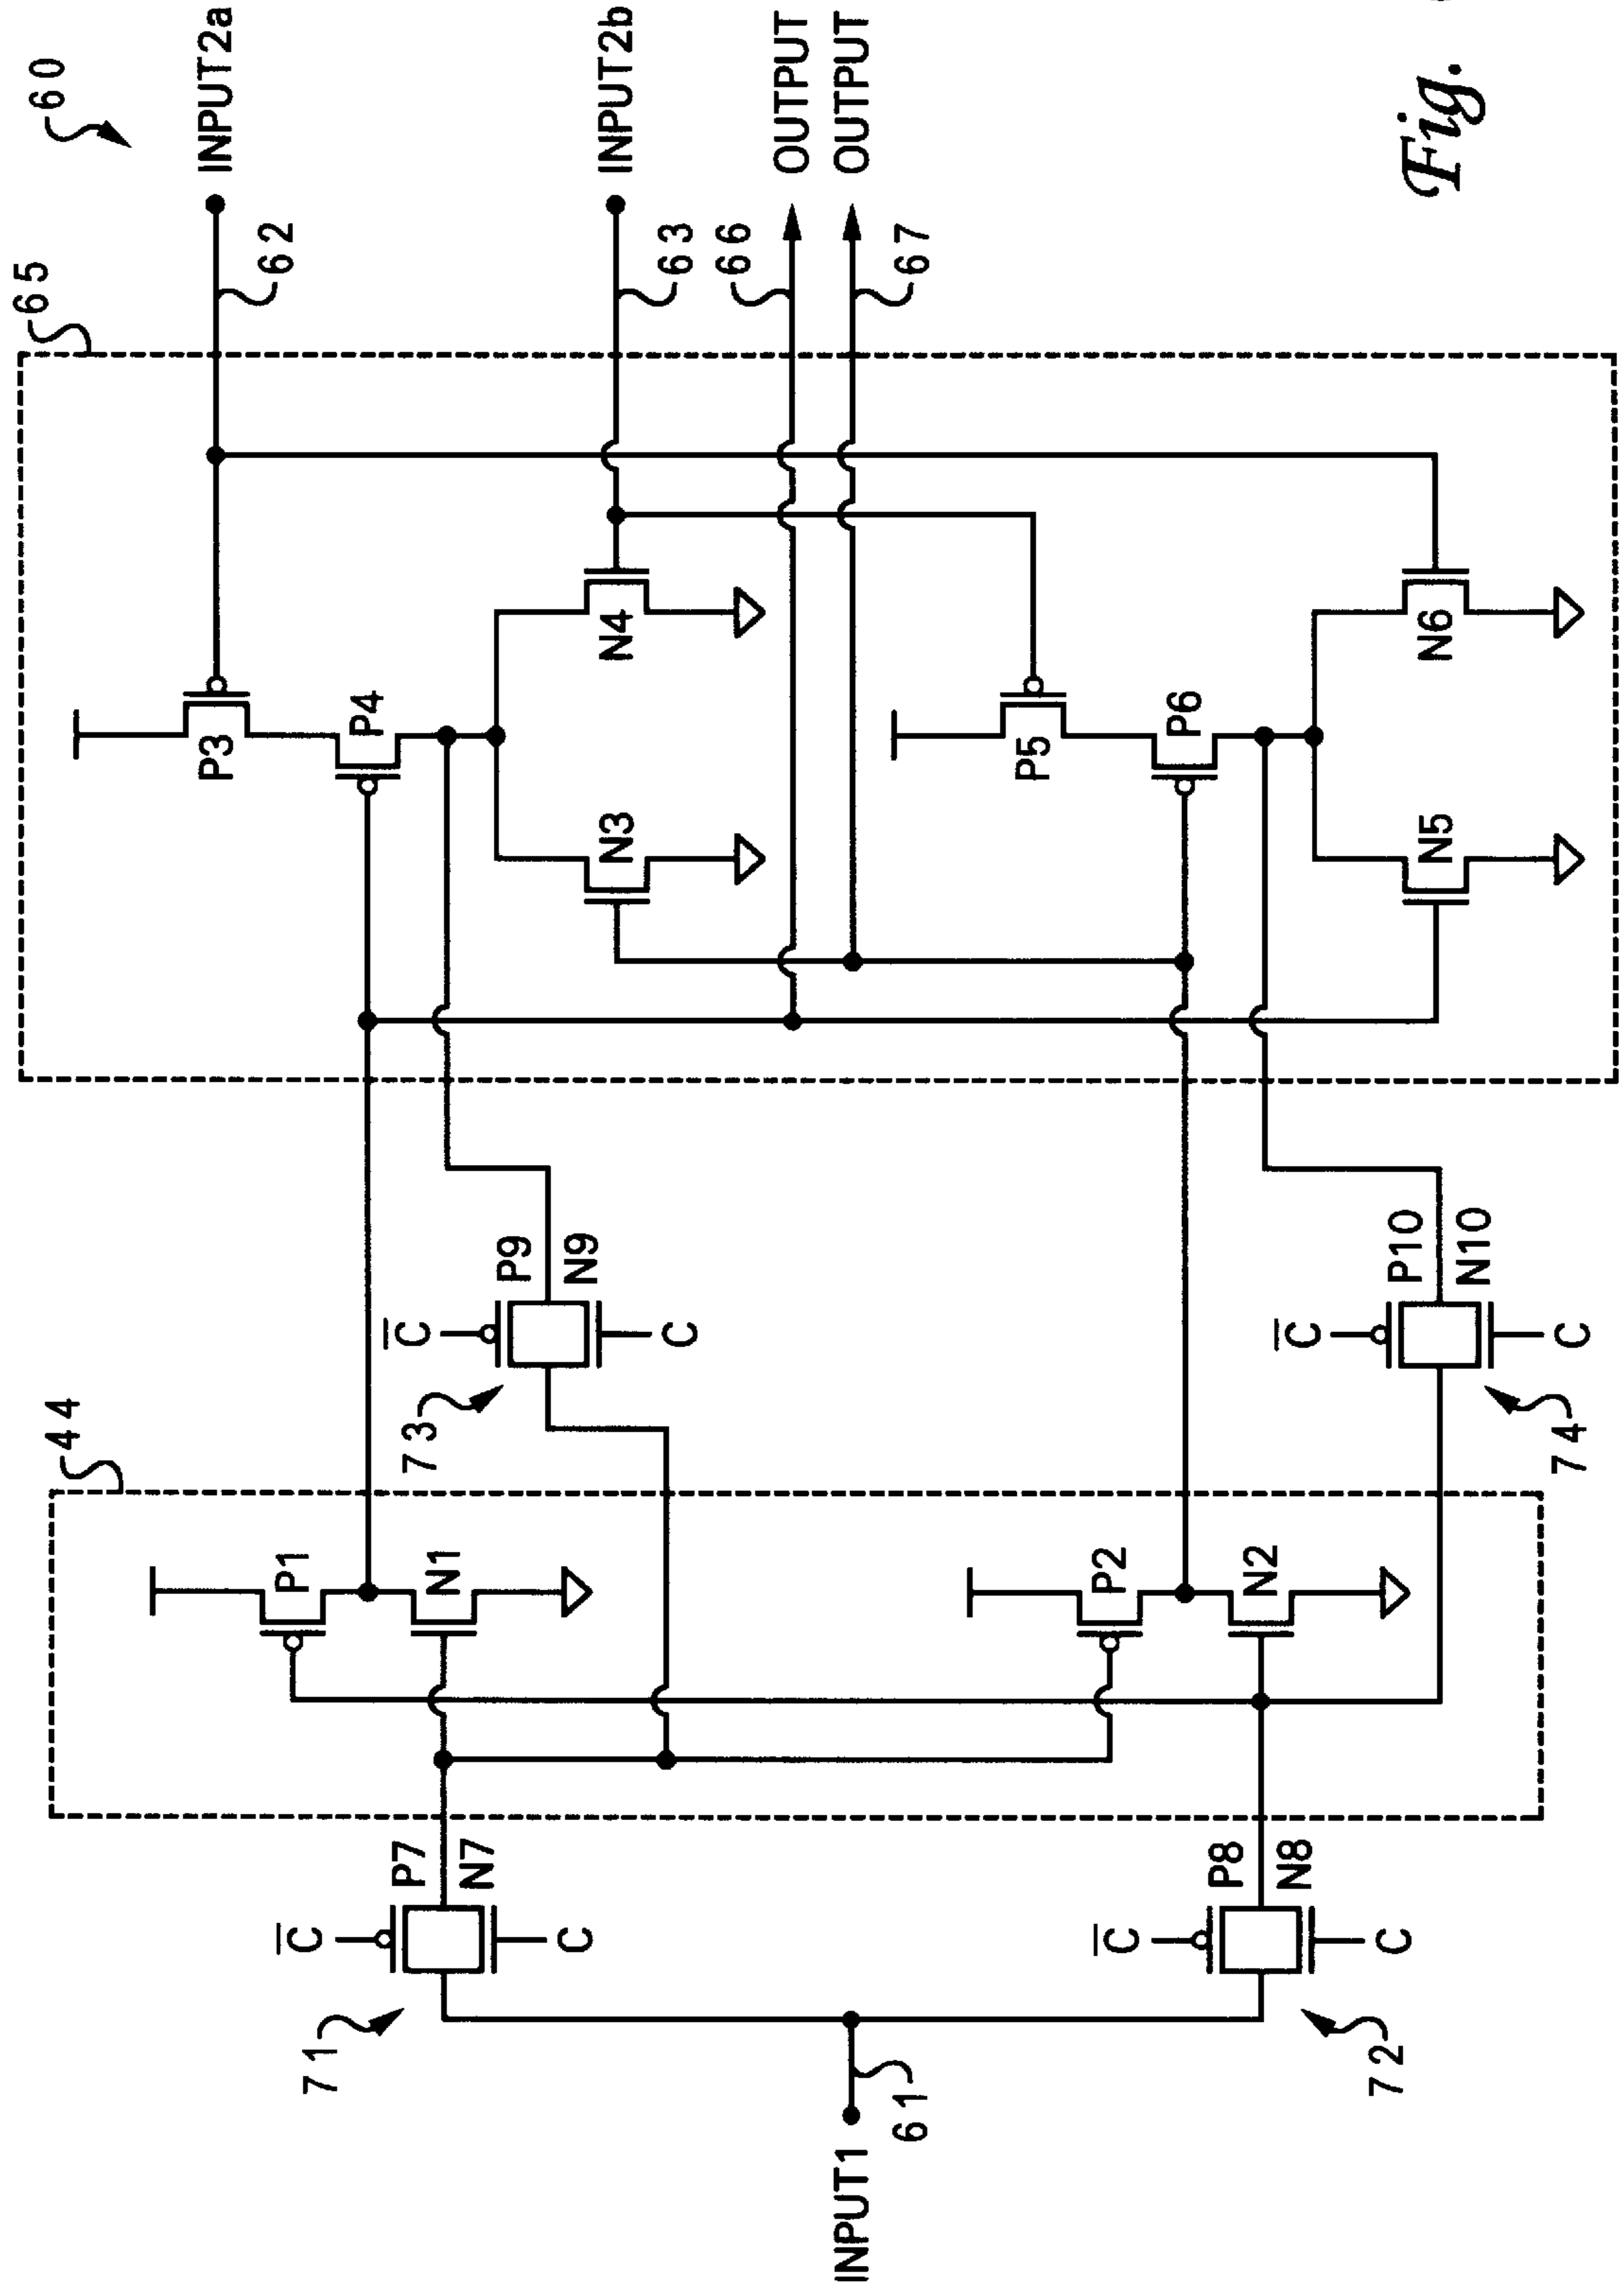 60
INPUT2a
62
65
INPUT2b
63
OUTPUT
66
OUTPUT
67
Fig.
P3
P4
N4
N3
P5
P6
N6
N5
P9
N9
C
C
73
P10
N10
C
C
74
44
P1
N1
P2
N2
P7
N7
C
C
71
P8
N8
C
C
72
INPUT1
61